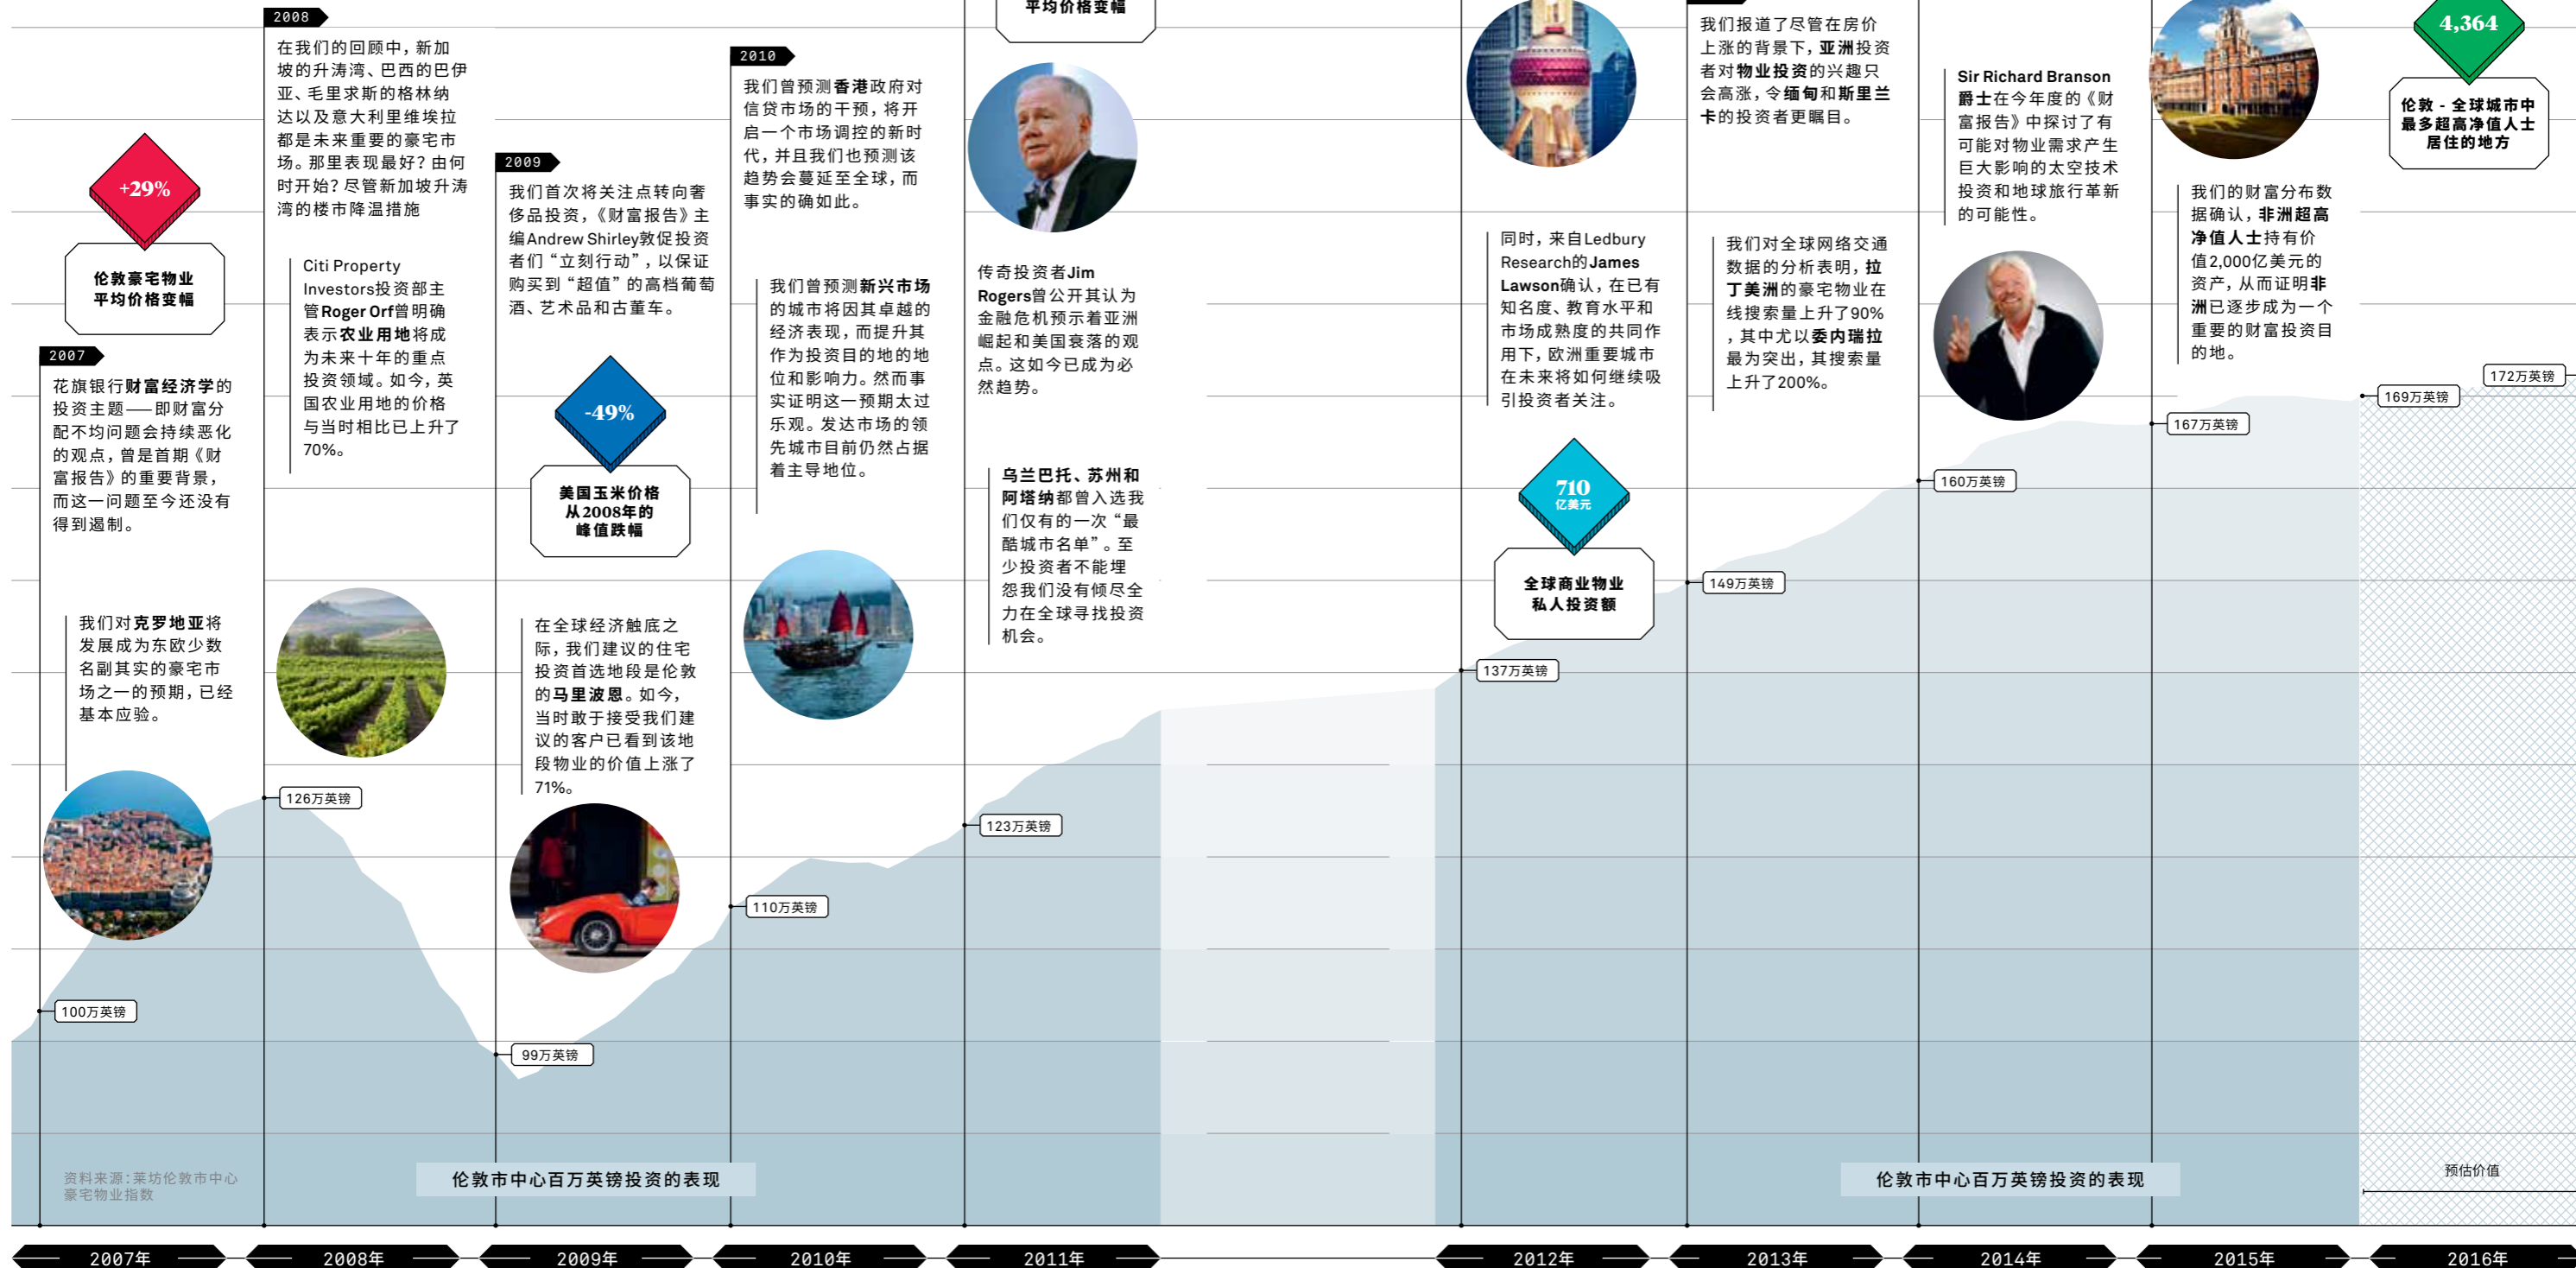 +29%
伦敦豪宅物业
平均价格变幅
2007
花旗银行财富经济学的
投资主题——即财富分
配不均问题会持续恶化
的观点，曾是首期《财
富报告》的重要背景，
而这一问题至今还没有
得到遏制。
我们对克罗地亚将
发展成为东欧少数
名副其实的豪宅市
场之一的预期，已经
基本应验。
100万英镑
2008
在我们的回顾中，新加
坡的升涛湾、巴西的巴伊
亚、毛里求斯的格林纳
达以及意大利里维埃拉
都是未来重要的豪宅市
场。那里表现最好？由何
时开始？尽管新加坡升涛
湾的楼市降温措施
Citi Property
Investors投资部主
管Roger Orf曾明确
表示农业用地将成
为未来十年的重点
投资领域。如今，英
国农业用地的价格
与当时相比已上升了
70%。
126万英镑
2009
我们首次将关注点转向奢
侈品投资，《财富报告》主
编Andrew Shirley敦促投资
者们“立刻行动”，以保证
购买到“超值”的高档葡萄
酒、艺术品和古董车。
-49%
美国玉米价格
从2008年的
峰值跌幅
在全球经济触底之
际，我们建议的住宅
投资首选地段是伦敦
的马里波恩。如今，
当时敢于接受我们建
议的客户已看到该地
段物业的价值上涨了
71%。
99万英镑
2010
我们曾预测香港政府对
信贷市场的干预，将开
启一个市场调控的新时
代，并且我们也预测该
趋势会蔓延至全球，而
事实的确如此。
我们曾预测新兴市场
的城市将因其卓越的
经济表现，而提升其
作为投资目的地的地
位和影响力。然而事
实证明这一预期太过
乐观。发达市场的领
先城市目前仍然占据
着主导地位。
110万英镑
平均价格变幅
传奇投资者Jim
Rogers曾公开其认为
金融危机预示着亚洲
崛起和美国衰落的观
点。这如今已成为必
然趋势。
乌兰巴托、苏州和
阿塔纳都曾入选我
们仅有的一次“最
酷城市名单”。至
少投资者不能埋
怨我们没有倾尽全
力在全球寻找投资
机会。
123万英镑
同时，来自Ledbury
Research的James
Lawson确认，在已有
知名度、教育水平和
市场成熟度的共同作
用下，欧洲重要城市
在未来将如何继续吸
引投资者关注。
710
亿美元
全球商业物业
私人投资额
137万英镑
我们报道了尽管在房价
上涨的背景下，亚洲投资
者对物业投资的兴趣只
会高涨，令缅甸和斯里兰
卡的投资者更瞩目。
我们对全球网络交通
数据的分析表明，拉
丁美洲的豪宅物业在
线搜索量上升了90%
，其中尤以委内瑞拉
最为突出，其搜索量
上升了200%。
149万英镑
Sir Richard Branson
爵士在今年度的《财
富报告》中探讨了有
可能对物业需求产生
巨大影响的太空技术
投资和地球旅行革新
的可能性。
160万英镑
我们的财富分布数
据确认，非洲超高
净值人士持有价
值2,000亿美元的
资产，从而证明非
洲已逐步成为一个
重要的财富投资目
的地。
167万英镑
4,364
伦敦 - 全球城市中
最多超高净值人士
居住的地方
169万英镑
172万英镑
资料来源：莱坊伦敦市中心
豪宅物业指数
伦敦市中心百万英镑投资的表现
伦敦市中心百万英镑投资的表现
预估价值
2007年
2008年
2009年
2010年
2011年
2012年
2013年
2014年
2015年
2016年